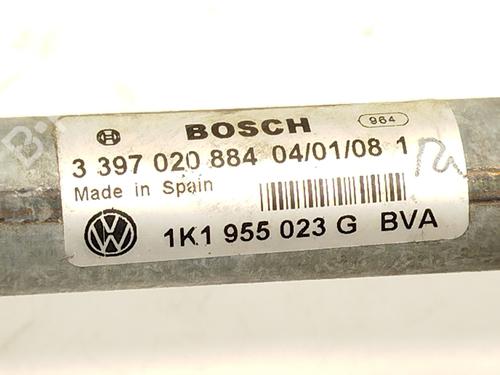 BOSCH 964
3 397 020 884 04/01/08 1
Made in Spain
1K1 955 023 G BVA